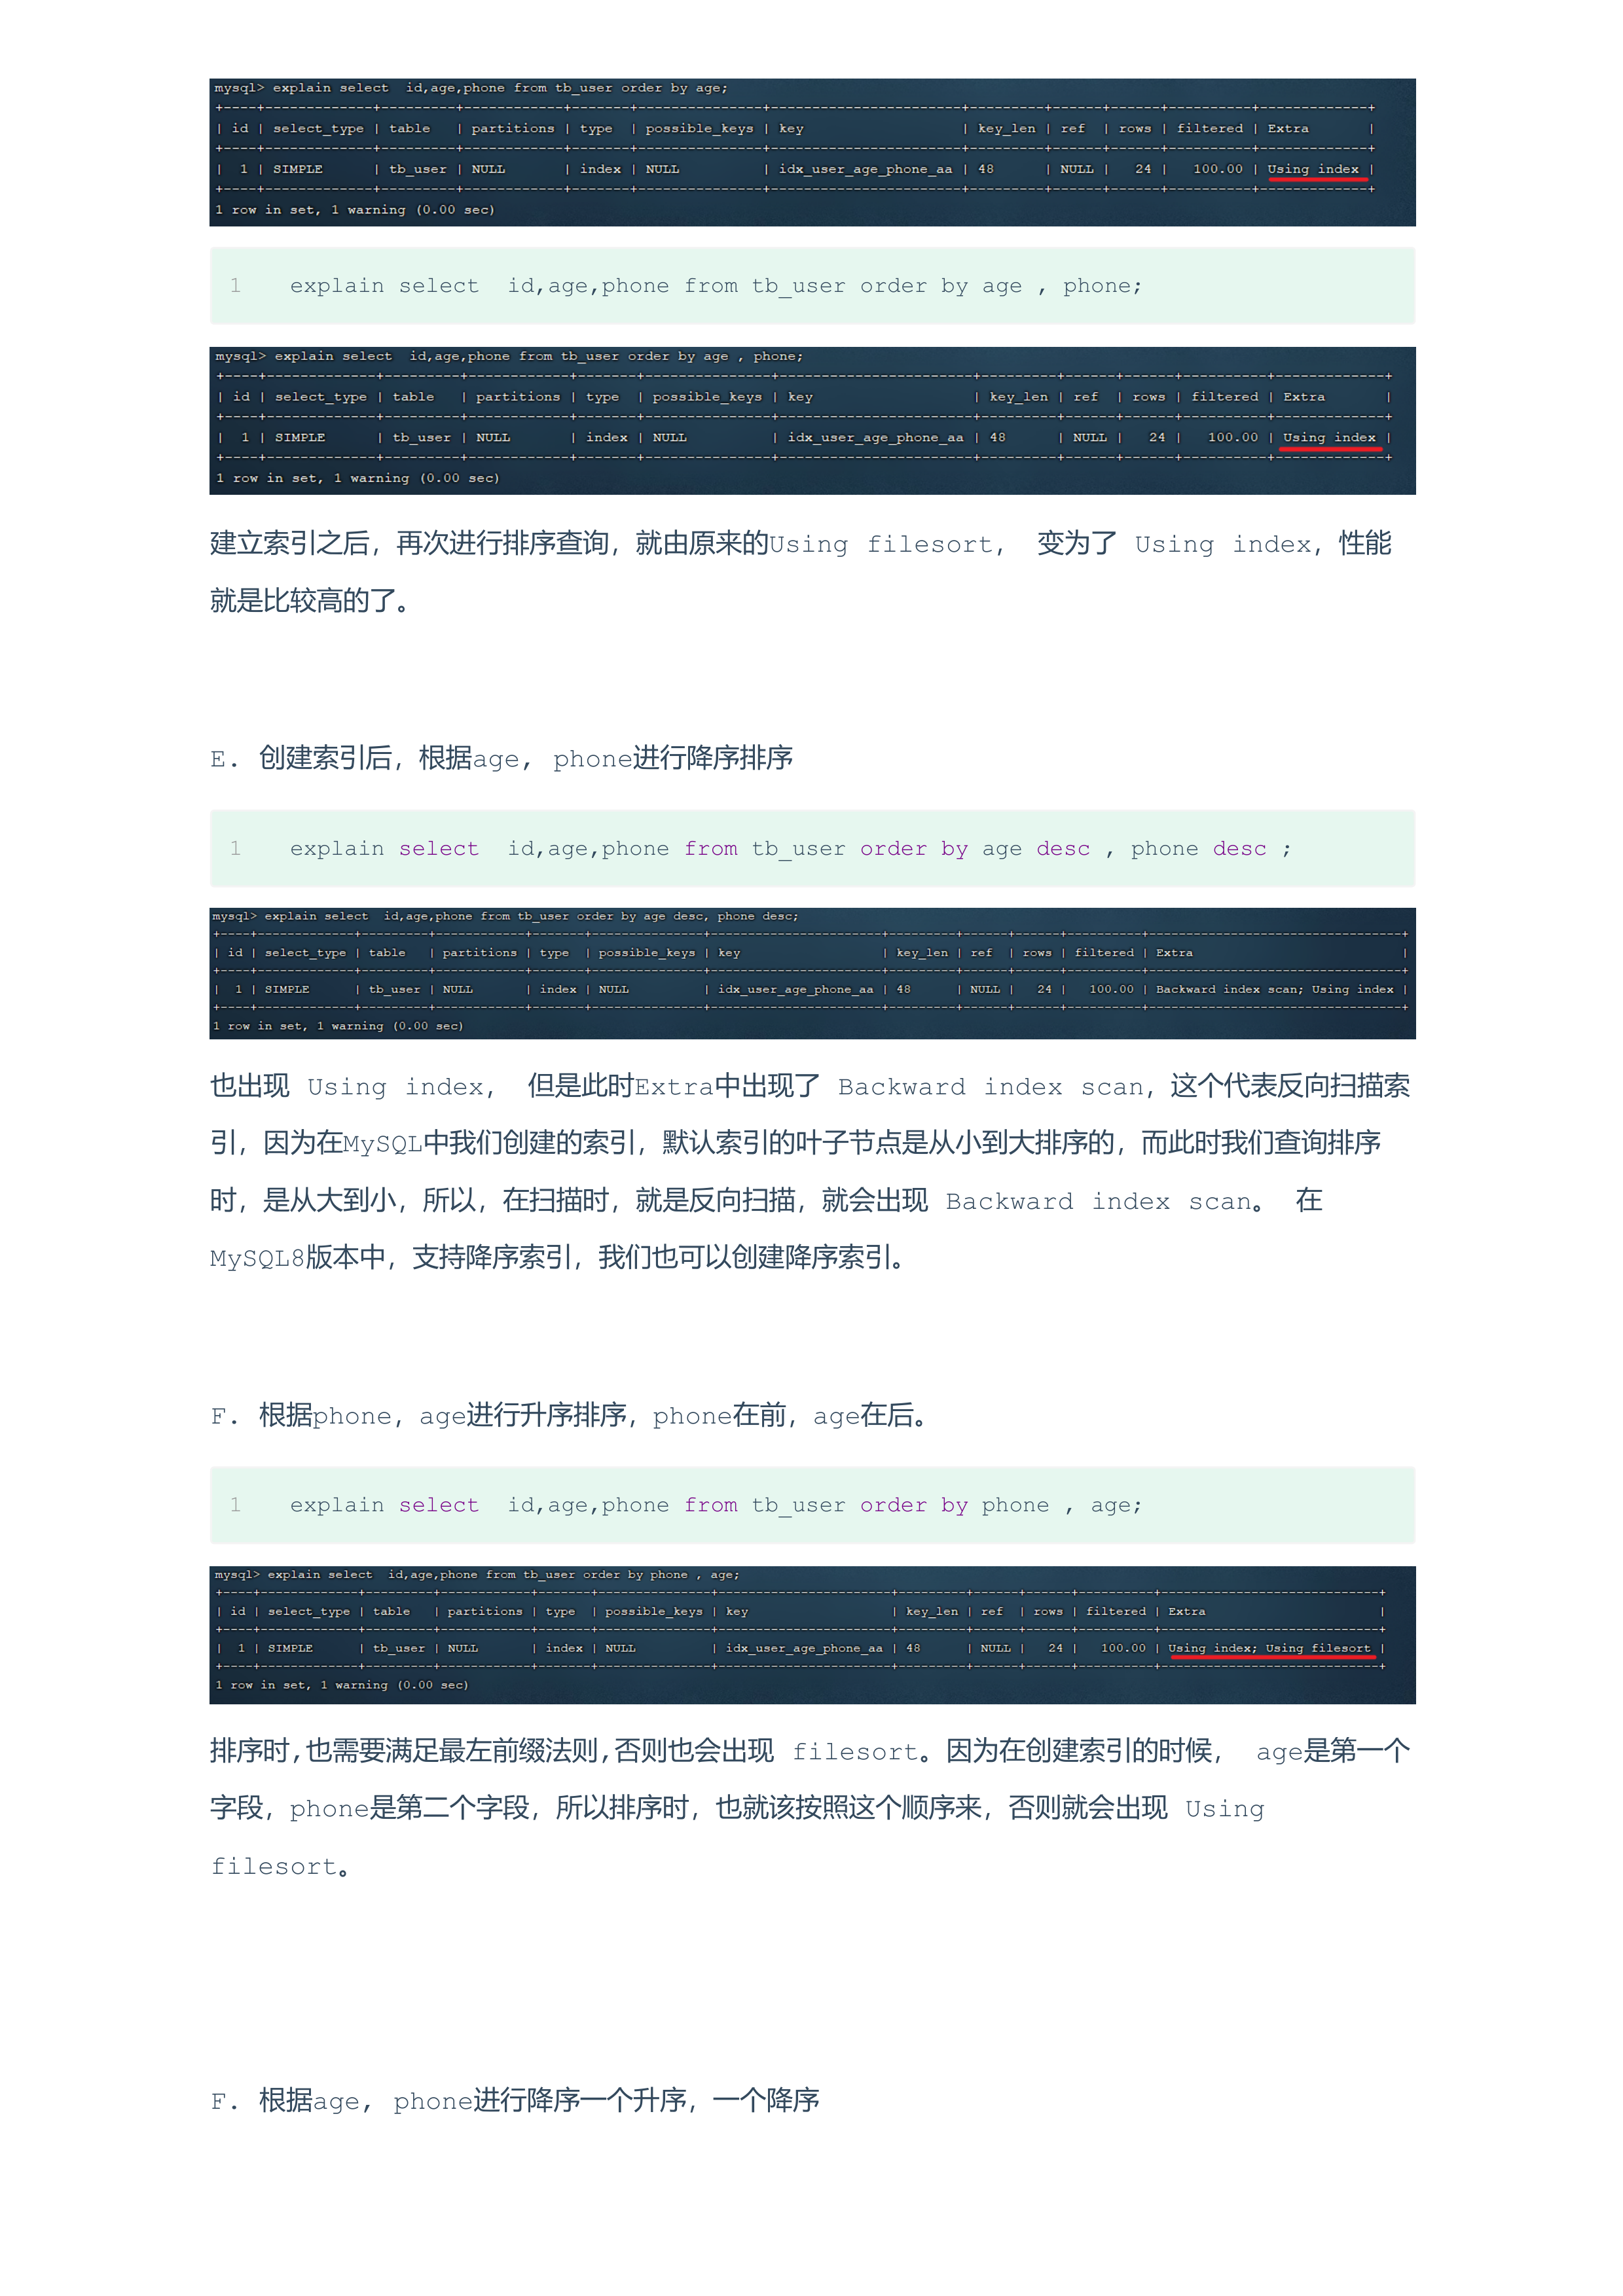 mysql> explain select  id,age,phone from tb_user order by age;
+----+-------------+---------+------------+-------+---------------+----------------------+---------+------+------+----------+-------------+
| id | select_type | table   | partitions | type  | possible_keys | key                  | key_len | ref  | rows | filtered | Extra       |
+----+-------------+---------+------------+-------+---------------+----------------------+---------+------+------+----------+-------------+
|  1 | SIMPLE      | tb_user | NULL       | index | NULL          | idx_user_age_phone_aa | 48      | NULL |   24 |   100.00 | Using index |
+----+-------------+---------+------------+-------+---------------+----------------------+---------+------+------+----------+-------------+
1 row in set, 1 warning (0.00 sec)
1 explain select  id,age,phone from tb_user order by age , phone;
mysql> explain select  id,age,phone from tb_user order by age , phone;
+----+-------------+---------+------------+-------+---------------+----------------------+---------+------+------+----------+-------------+
| id | select_type | table   | partitions | type  | possible_keys | key                  | key_len | ref  | rows | filtered | Extra       |
+----+-------------+---------+------------+-------+---------------+----------------------+---------+------+------+----------+-------------+
|  1 | SIMPLE      | tb_user | NULL       | index | NULL          | idx_user_age_phone_aa | 48      | NULL |   24 |   100.00 | Using index |
+----+-------------+---------+------------+-------+---------------+----------------------+---------+------+------+----------+-------------+
1 row in set, 1 warning (0.00 sec)
建立索引之后，再次进行排序查询，就由原来的Using filesort， 变为了 Using index，性能
就是比较高的了。
E. 创建索引后，根据age, phone进行降序排序
1 explain select  id,age,phone from tb_user order by age desc , phone desc ;
mysql> explain select  id,age,phone from tb_user order by age desc, phone desc;
+----+-------------+---------+------------+-------+---------------+----------------------+---------+------+------+----------+----------------------------------+
| id | select_type | table   | partitions | type  | possible_keys | key                  | key_len | ref  | rows | filtered | Extra                            |
+----+-------------+---------+------------+-------+---------------+----------------------+---------+------+------+----------+----------------------------------+
|  1 | SIMPLE      | tb_user | NULL       | index | NULL          | idx_user_age_phone_aa | 48      | NULL |   24 |   100.00 | Backward index scan; Using index |
+----+-------------+---------+------------+-------+---------------+----------------------+---------+------+------+----------+----------------------------------+
1 row in set, 1 warning (0.00 sec)
也出现 Using index， 但是此时Extra中出现了 Backward index scan，这个代表反向扫描索
引，因为在MySQL中我们创建的索引，默认索引的叶子节点是从小到大排序的，而此时我们查询排序
时，是从大到小，所以，在扫描时，就是反向扫描，就会出现 Backward index scan。 在
MySQL8版本中，支持降序索引，我们也可以创建降序索引。
F. 根据phone，age进行升序排序，phone在前，age在后。
1 explain select  id,age,phone from tb_user order by phone , age;
mysql> explain select  id,age,phone from tb_user order by phone , age;
+----+-------------+---------+------------+-------+---------------+----------------------+---------+------+------+----------+-----------------------------+
| id | select_type | table   | partitions | type  | possible_keys | key                  | key_len | ref  | rows | filtered | Extra                       |
+----+-------------+---------+------------+-------+---------------+----------------------+---------+------+------+----------+-----------------------------+
|  1 | SIMPLE      | tb_user | NULL       | index | NULL          | idx_user_age_phone_aa | 48      | NULL |   24 |   100.00 | Using index; Using filesort |
+----+-------------+---------+------------+-------+---------------+----------------------+---------+------+------+----------+-----------------------------+
1 row in set, 1 warning (0.00 sec)
排序时,也需要满足最左前缀法则,否则也会出现 filesort。因为在创建索引的时候， age是第一个
字段，phone是第二个字段，所以排序时，也就该按照这个顺序来，否则就会出现 Using
filesort。
F. 根据age, phone进行降序一个升序，一个降序